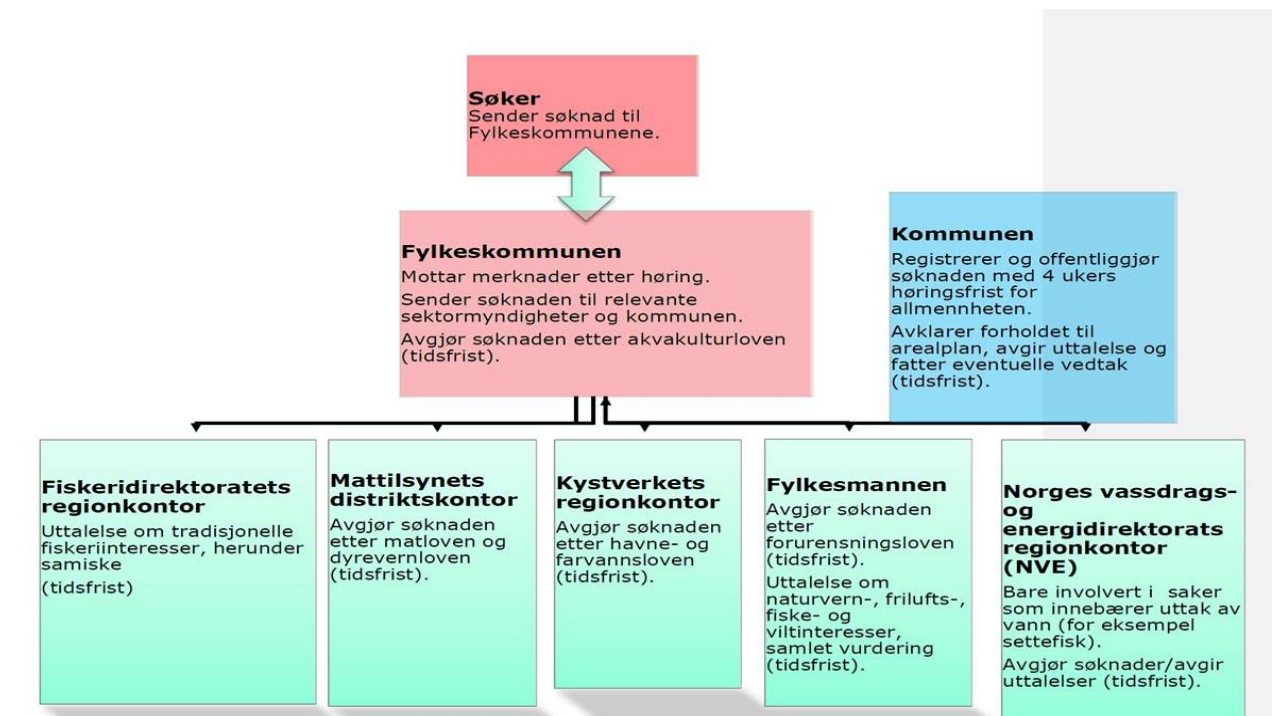 Søker
Sender søknad til
Fylkeskommunene.
Fylkeskommunen
Mottar merknader etter høring.
Sender søknaden til relevante
sektormyndigheter og kommunen.
Avgjør søknaden etter akvakulturloven
(tidsfrist).
Kommunen
Registrerer og offentliggjør
søknaden med 4 ukers
høringsfrist for
allmennheten.
Avklarer forholdet til
arealplan, avgir uttalelse og
fatter eventuelle vedtak
(tidsfrist).
Fiskeridirektoratets
regionkontor
Uttalelse om tradisjonelle
fiskeriinteresser, herunder
samiske
(tidsfrist)
Mattilsynets
distriktskontor
Avgjør søknaden
etter matloven og
dyrevernloven
(tidsfrist).
Kystverkets
regionkontor
Avgjør søknaden
etter havne- og
farvannsloven
(tidsfrist).
Fylkesmannen
Avgjør søknaden
etter
forurensningsloven
(tidsfrist).
Uttalelse om
naturvern-, frilufts-,
fiske- og
viltinteresser,
samlet vurdering
(tidsfrist).
Norges vassdrags-
og
energidirektorats
regionkontor
(NVE)
Bare involvert i saker
som innebærer uttak av
vann (for eksempel
settefisk).
Avgjør søknader/avgir
uttalelser (tidsfrist).